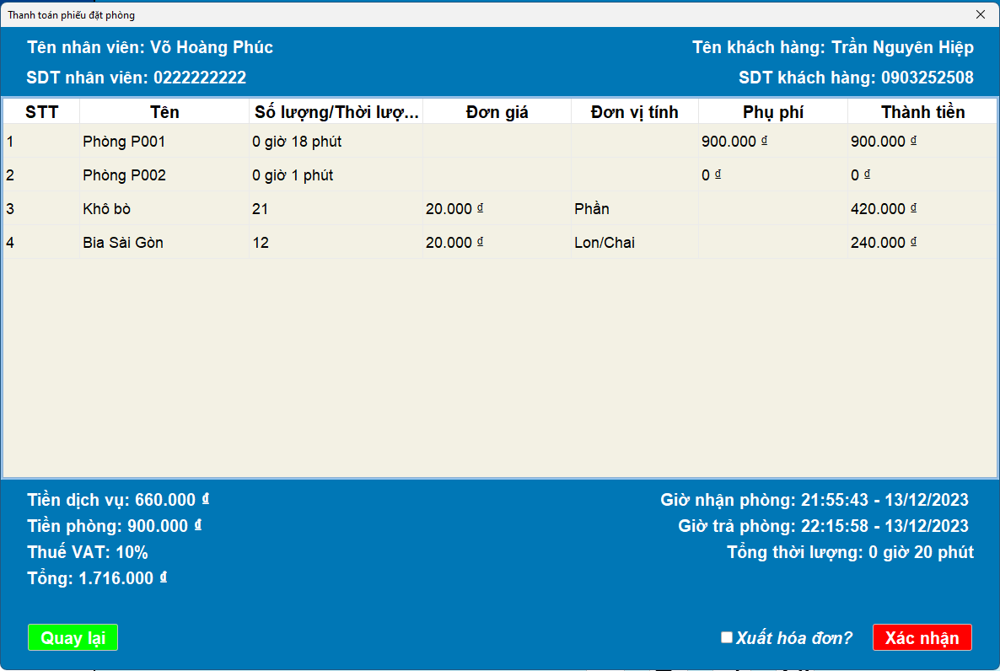 Thanh toán phiếu đặt phòng
Tên nhân viên: Võ Hoàng Phúc
Tên khách hàng: Trần Nguyên Hiệp
SDT nhân viên: 0222222222
SDT khách hàng: 0903252508
STT Tên Số lượng/Thời lượ... Đơn giá Đơn vị tính Phụ phí Thành tiền
1 Phòng P001 0 giờ 18 phút 900.000 ₫ 900.000 ₫
2 Phòng P002 0 giờ 1 phút 0 ₫ 0 ₫
3 Khô bò 21 20.000 ₫ Phần 420.000 ₫
4 Bia Sài Gòn 12 20.000 ₫ Lon/Chai 240.000 ₫
Tiền dịch vụ: 660.000 ₫
Giờ nhận phòng: 21:55:43 - 13/12/2023
Tiền phòng: 900.000 ₫
Giờ trả phòng: 22:15:58 - 13/12/2023
Thuế VAT: 10%
Tổng thời lượng: 0 giờ 20 phút
Tổng: 1.716.000 ₫
Quay lại
Xuất hóa đơn?
Xác nhận